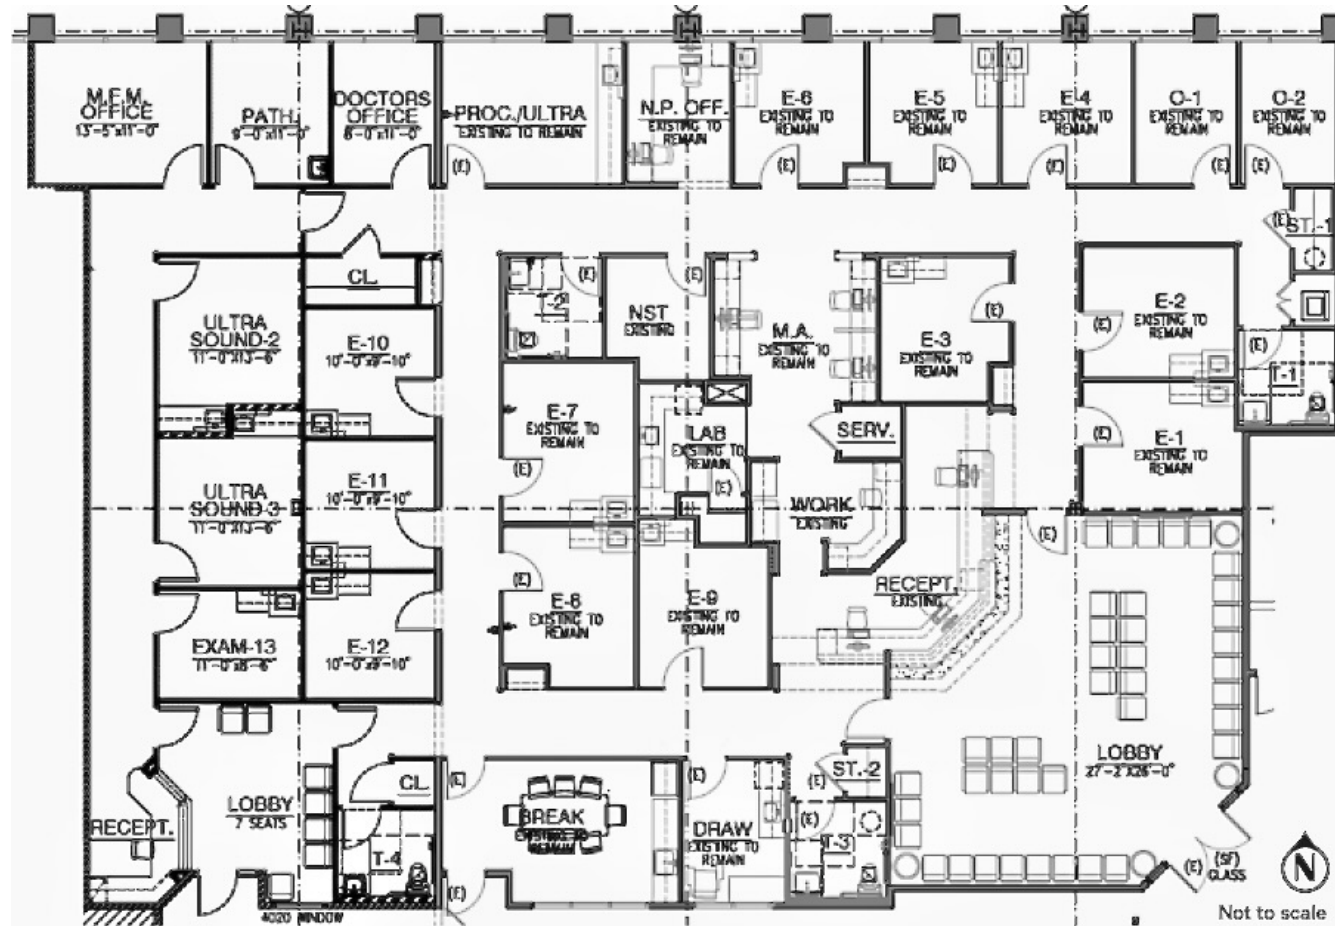 M.F.M.
OFFICE
13'-5"x11'-0"
PATH.
9'-0"x11'-0"
DOCTORS
OFFICE
8'-0"x11'-0"
PROC./ULTRA
EXISTING TO REMAIN
(E)
N.P. OFF.
EXISTING TO
REMAIN
E-6
EXISTING TO
REMAIN
(E)
E-5
EXISTING TO
REMAIN
(E)
E-4
EXISTING TO
REMAIN
(E)
O-1
EXISTING TO
REMAIN
(E)
O-2
EXISTING TO
REMAIN
(E)
(E)
ST.-1
CL.
ULTRA
SOUND-2
11'-0"x13'-6"
E-10
10'-0"x9'-10"
(E)
T-2
NST
EXISTING
(E)
M.A.
EXISTING TO
REMAIN
E-3
EXISTING TO
REMAIN
(E)
E-2
EXISTING TO
REMAIN
(E)
(E)
T-1
E-7
EXISTING TO
REMAIN
(E)
LAB
EXISTING TO
REMAIN
(E)
SERV.
E-1
EXISTING TO
REMAIN
(E)
ULTRA
SOUND-3
11'-0"x13'-6"
E-11
10'-0"x9'-10"
WORK
EXISTING
(E)
E-8
EXISTING TO
REMAIN
(E)
E-9
EXISTING TO
REMAIN
RECEPT.
EXISTING
EXAM-13
11'-0"x8'-6"
E-12
10'-0"x9'-10"
LOBBY
27'-2"X26'-0"
RECEPT.
LOBBY
7 SEATS
CL.
T-4
(E)
BREAK
EXISTING TO
REMAIN
(E)
(E)
DRAW
EXISTING TO
REMAIN
(E)
ST.-2
(E)
T-3
(E)
(SF)
GLASS
4020 WINDOW
N
Not to scale